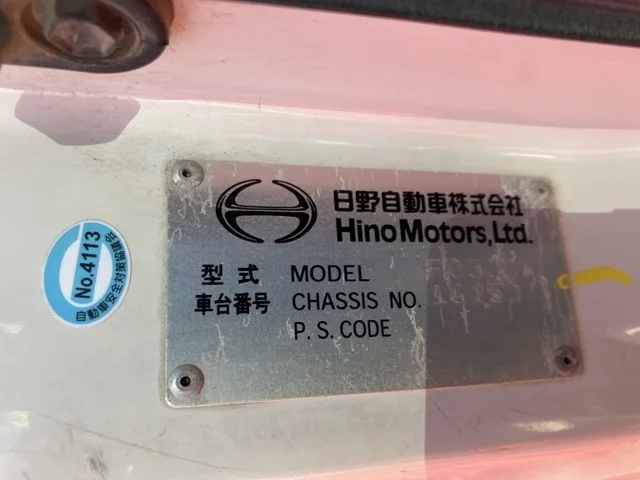 日野自動車株式会社
Hino Motors, Ltd.
型式 MODEL
車台番号 CHASSIS NO.
P.S. CODE
No.4113
自動車安全対策協議会